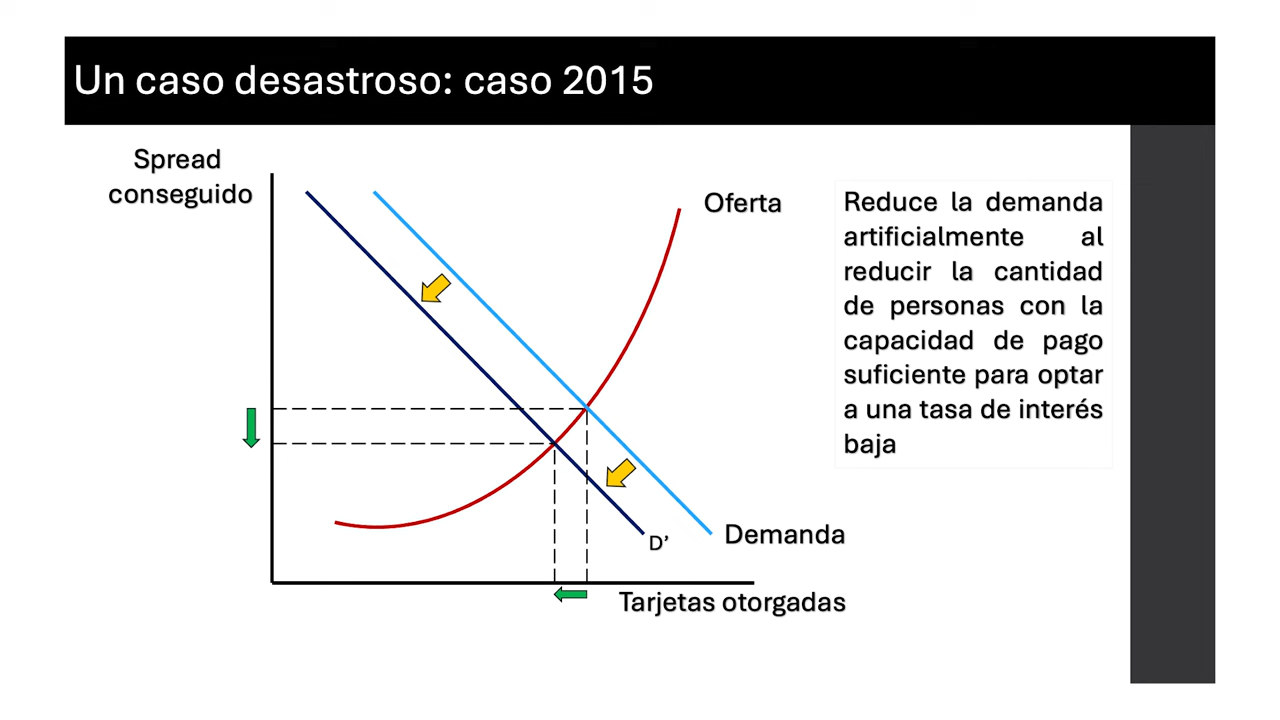 Un caso desastroso: caso 2015
Spread
conseguido
Oferta
Reduce la demanda
artificialmente al
reducir la cantidad
de personas con la
capacidad de pago
suficiente para optar
a una tasa de interés
baja
D’
Demanda
Tarjetas otorgadas